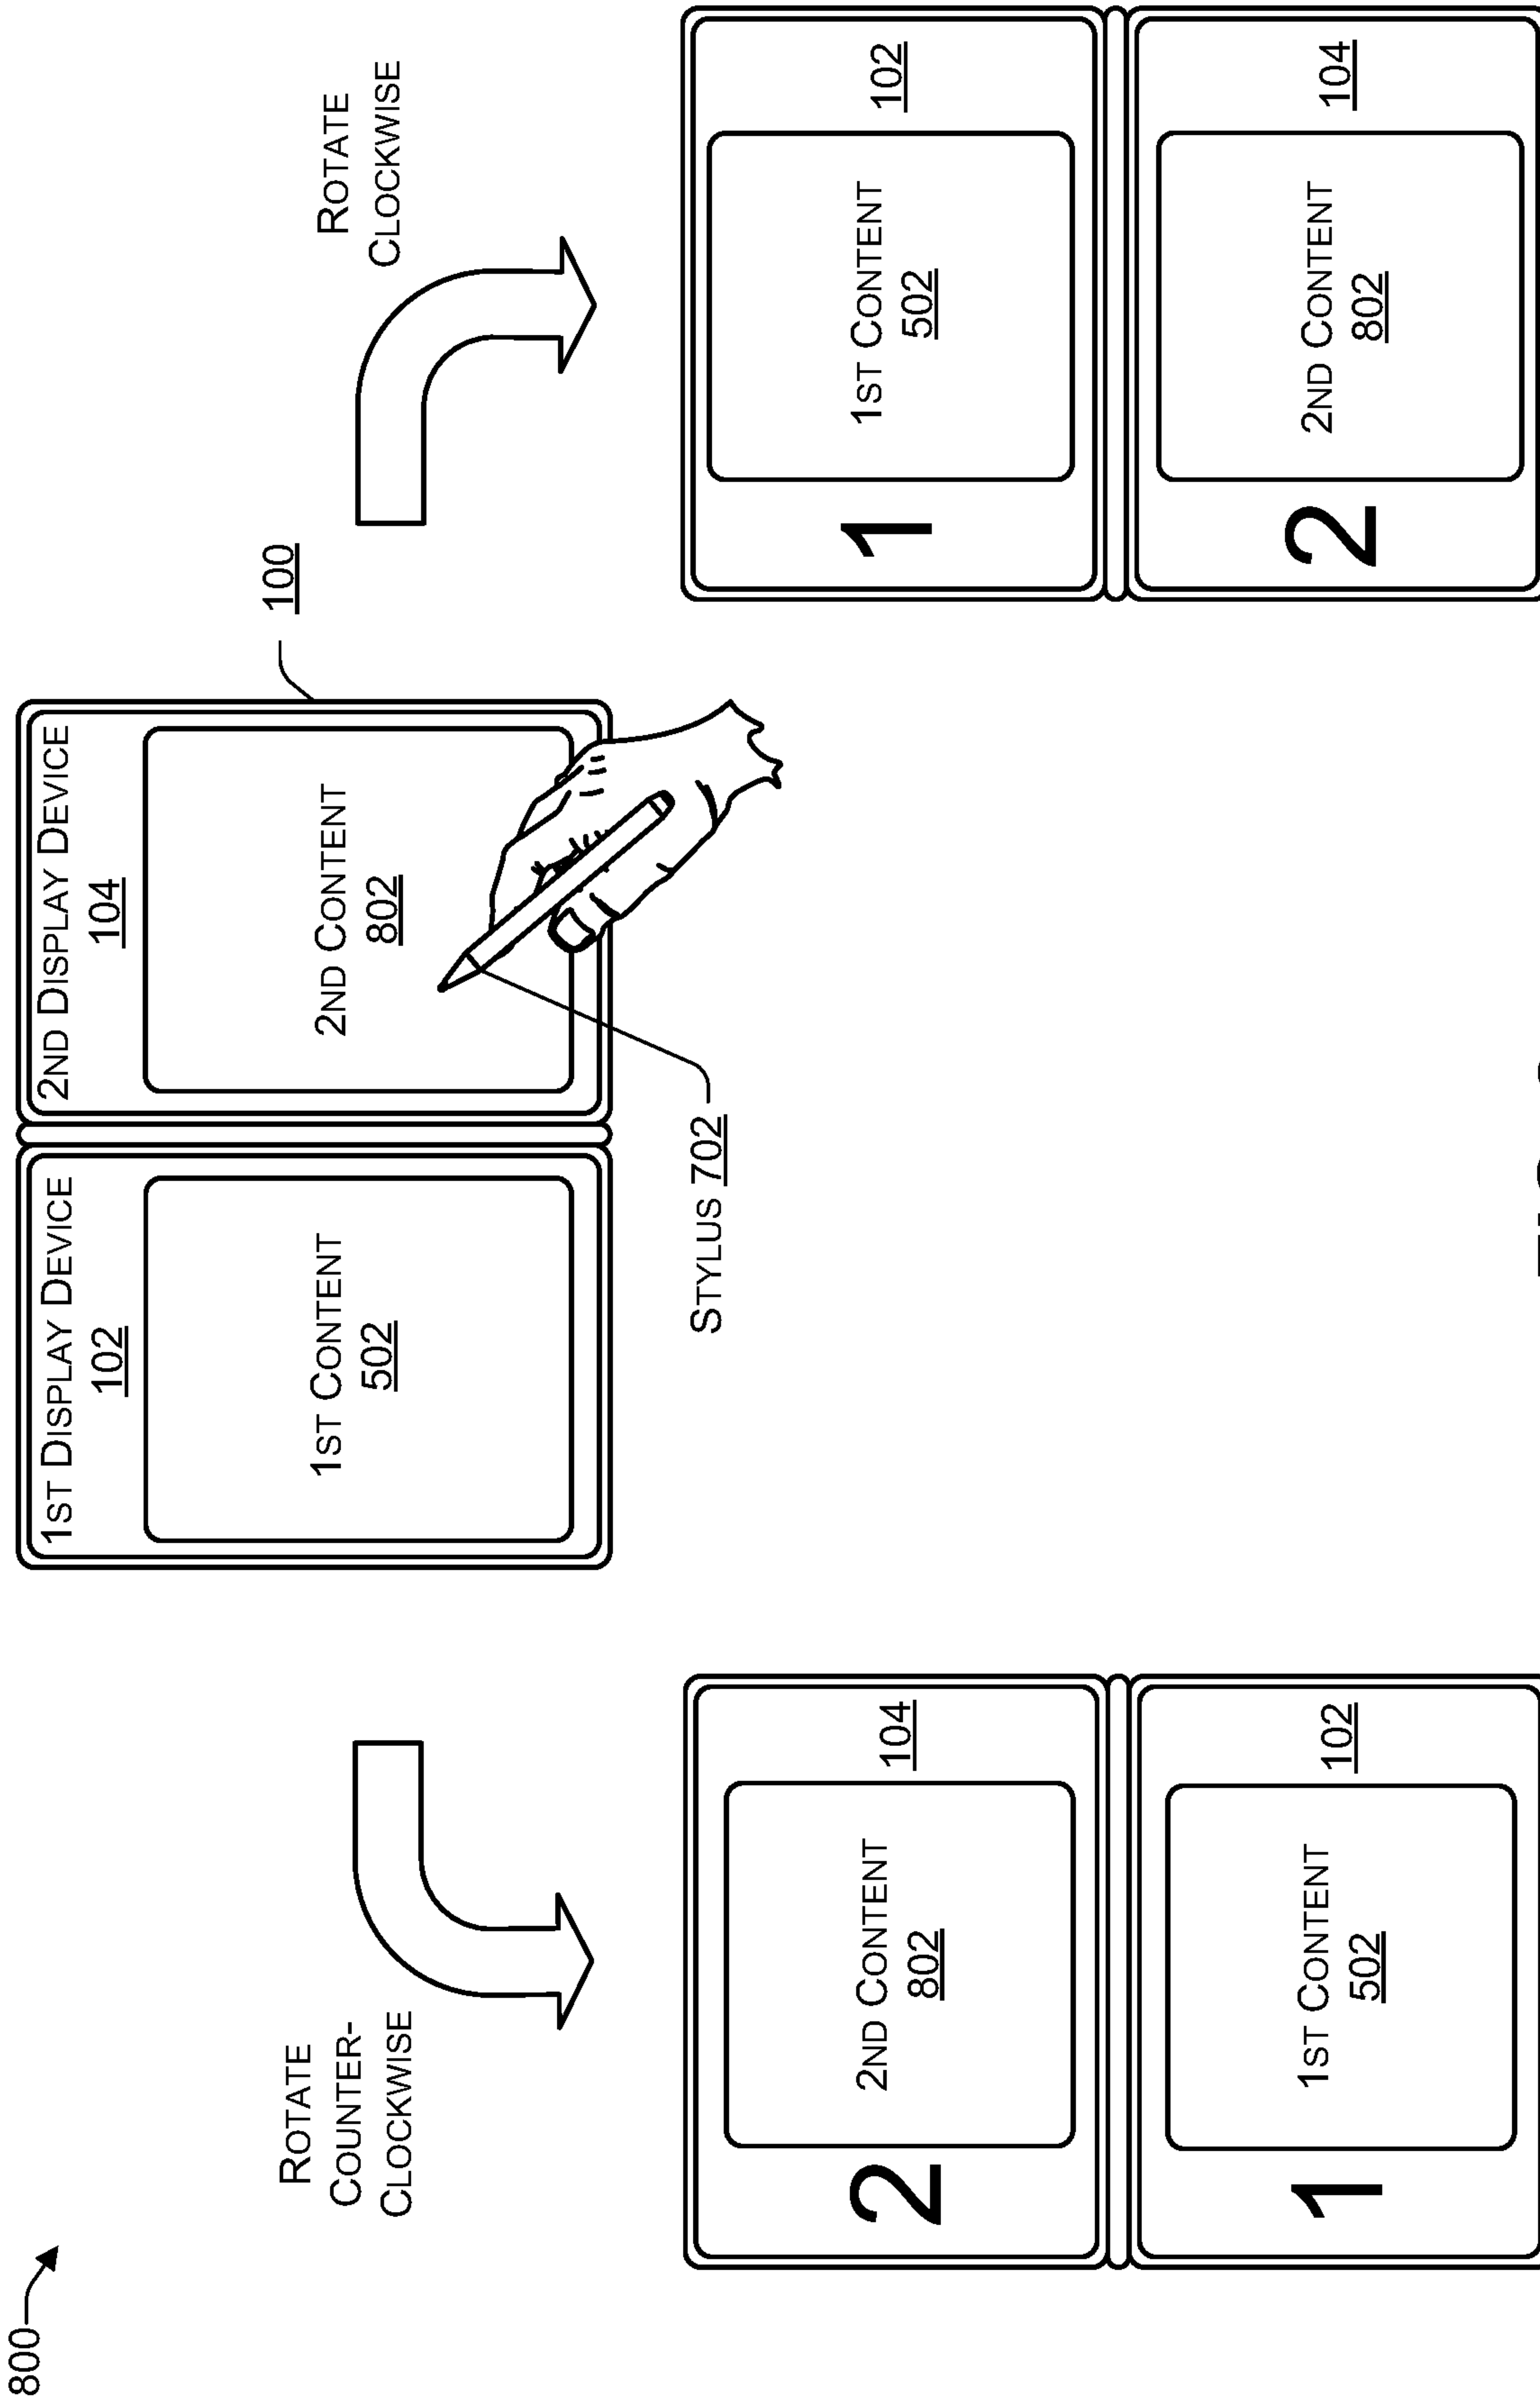 800
1ST DISPLAY DEVICE
102
1ST CONTENT
502
2ND DISPLAY DEVICE
104
2ND CONTENT
802
100
ROTATE
COUNTER-
CLOCKWISE
ROTATE
CLOCKWISE
STYLUS 702
2
2ND CONTENT
802
104
1
1ST CONTENT
502
102
1
1ST CONTENT
502
102
2
2ND CONTENT
802
104